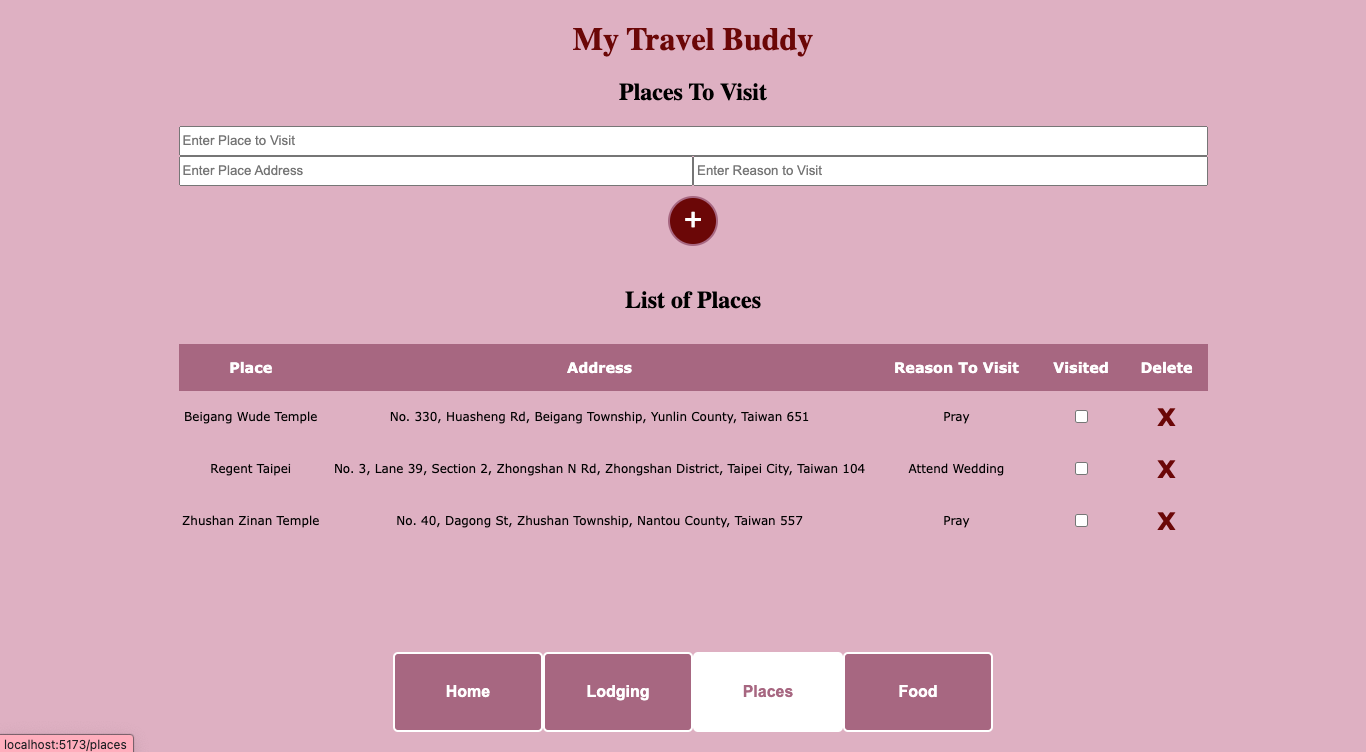 My Travel Buddy
Places To Visit
Enter Place to Visit
Enter Place Address Enter Reason to Visit
+
List of Places
Place Address Reason To Visit Visited Delete
Beigang Wude Temple No. 330, Huasheng Rd, Beigang Township, Yunlin County, Taiwan 651 Pray X
Regent Taipei No. 3, Lane 39, Section 2, Zhongshan N Rd, Zhongshan District, Taipei City, Taiwan 104 Attend Wedding X
Zhushan Zinan Temple No. 40, Dagong St, Zhushan Township, Nantou County, Taiwan 557 Pray X
Home Lodging Places Food
localhost:5173/places